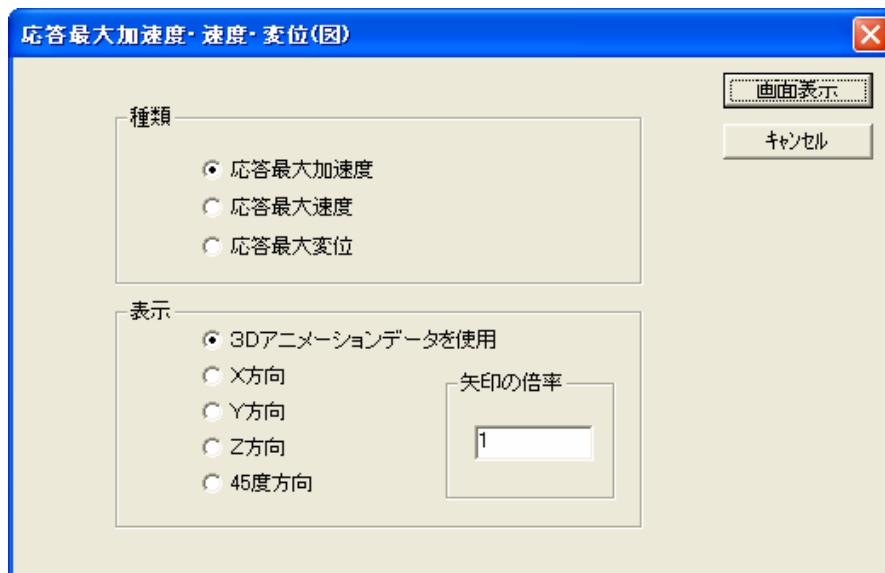 応答最大加速度・速度・変位(図)
画面表示
キャンセル
種類
応答最大加速度
応答最大速度
応答最大変位
表示
3Dアニメーションデータを使用
X方向
Y方向
Z方向
45度方向
矢印の倍率
1